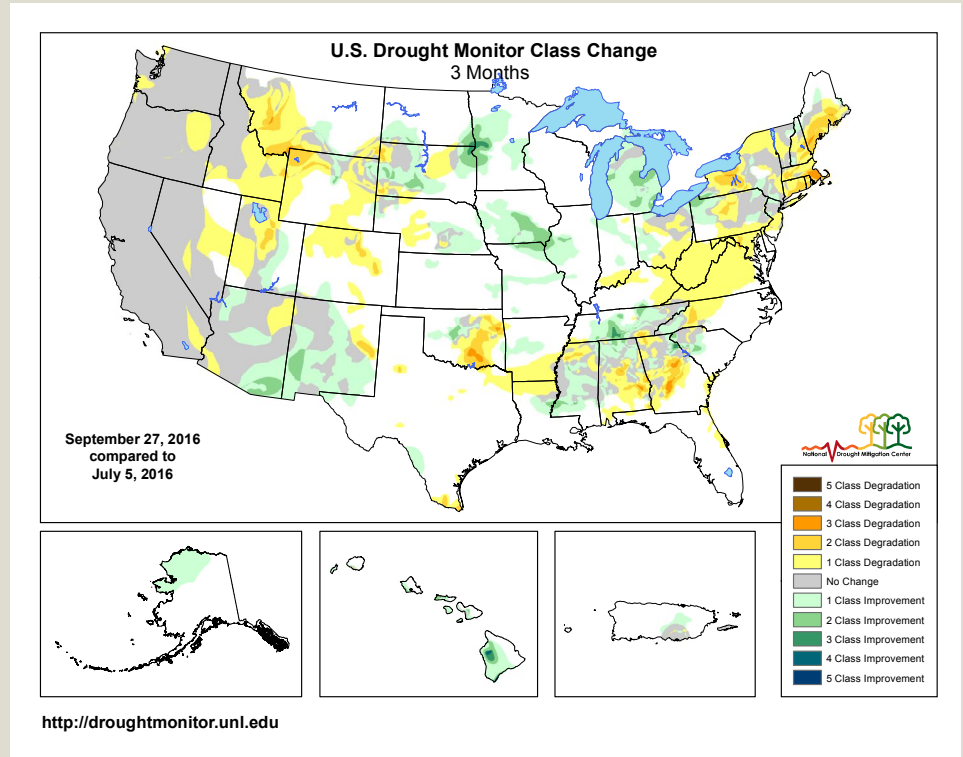 U.S. Drought Monitor Class Change
3 Months
September 27, 2016
compared to
July 5, 2016
National Drought Mitigation Center
5 Class Degradation
4 Class Degradation
3 Class Degradation
2 Class Degradation
1 Class Degradation
No Change
1 Class Improvement
2 Class Improvement
3 Class Improvement
4 Class Improvement
5 Class Improvement
http://droughtmonitor.unl.edu